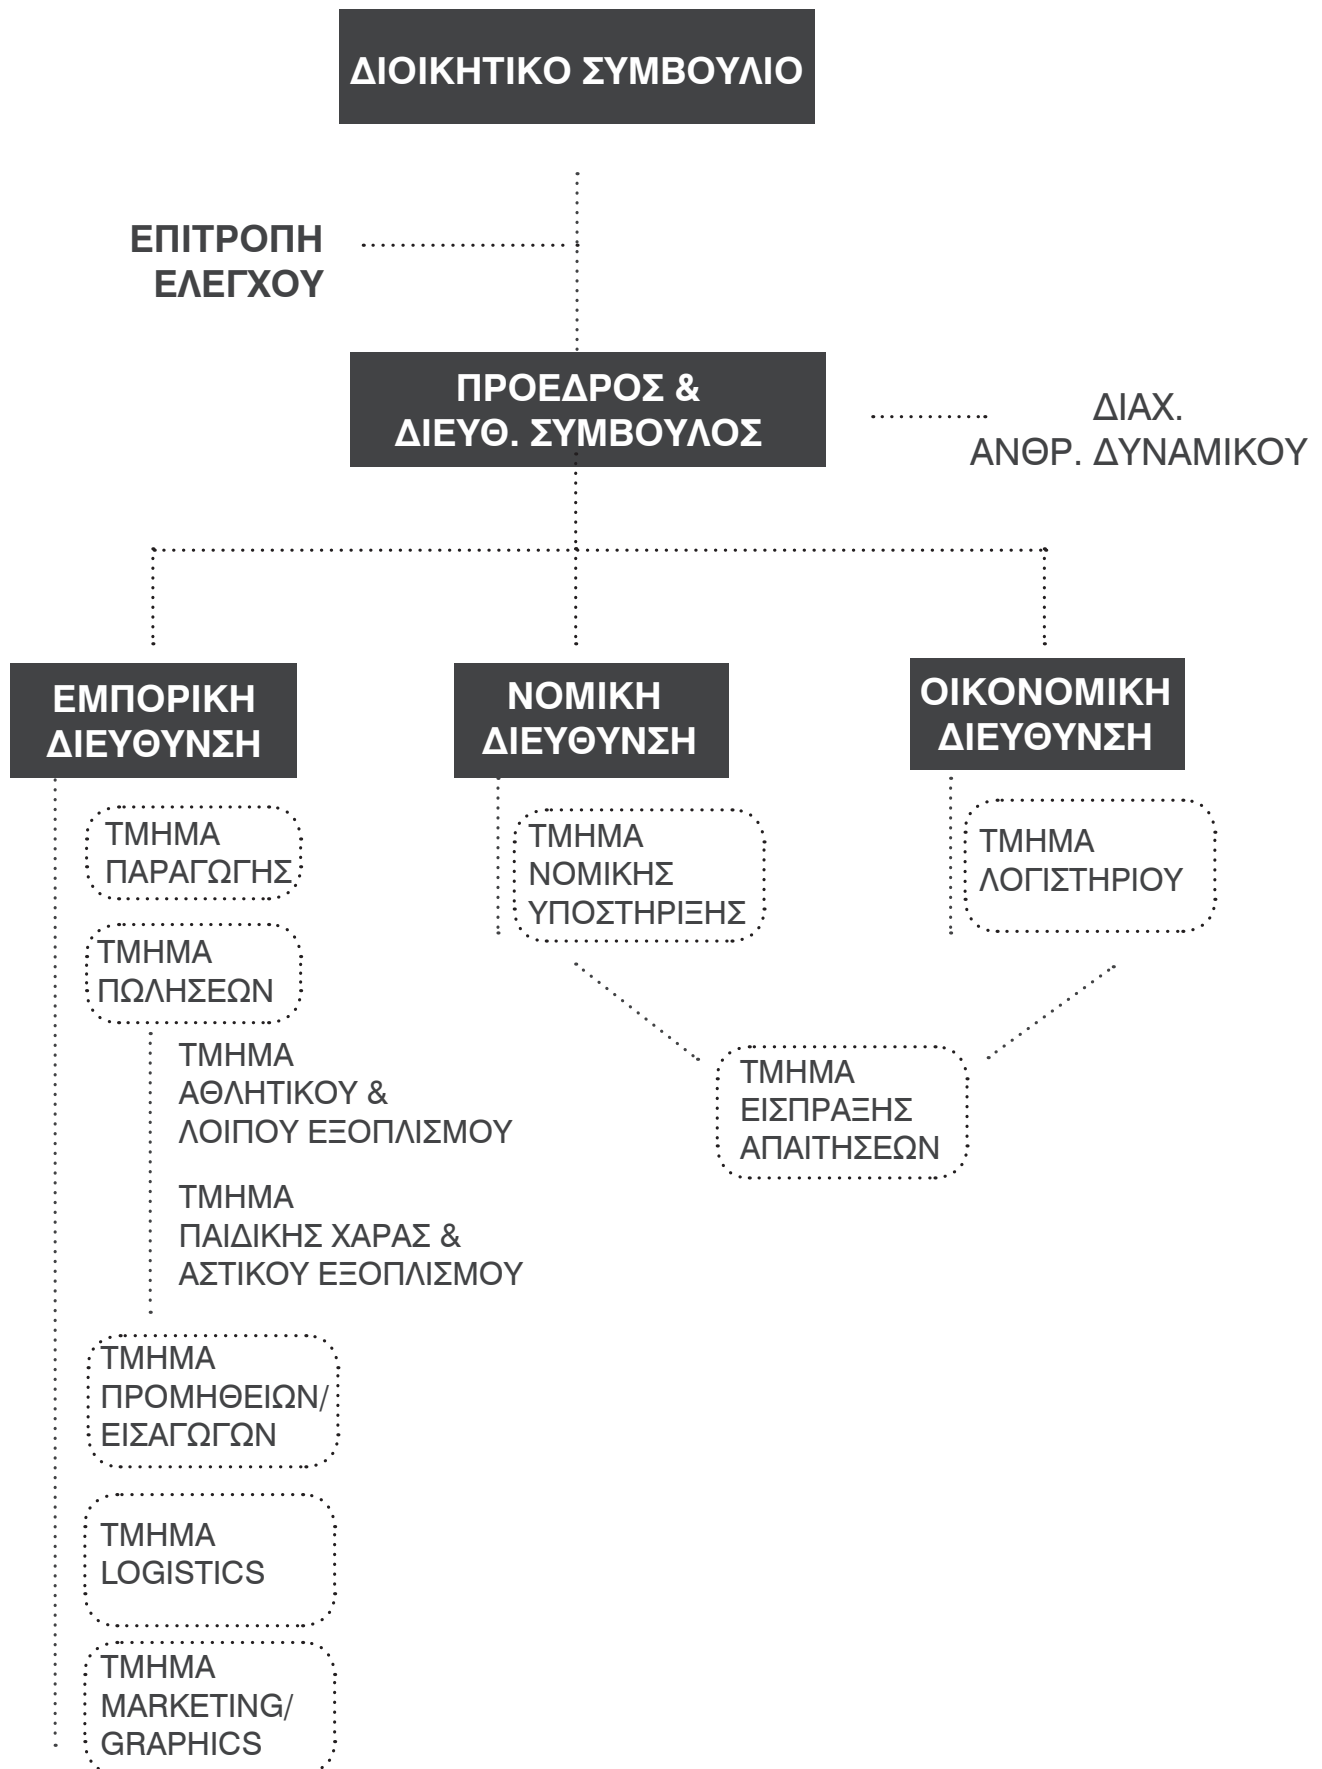 ΔΙΟΙΚΗΤΙΚΟ ΣΥΜΒΟΥΛΙΟ
ΕΠΙΤΡΟΠΗ
ΕΛΕΓΧΟΥ
ΠΡΟΕΔΡΟΣ &
ΔΙΕΥΘ. ΣΥΜΒΟΥΛΟΣ
ΔΙΑΧ.
ΑΝΘΡ. ΔΥΝΑΜΙΚΟΥ
ΕΜΠΟΡΙΚΗ
ΔΙΕΥΘΥΝΣΗ
ΝΟΜΙΚΗ
ΔΙΕΥΘΥΝΣΗ
ΟΙΚΟΝΟΜΙΚΗ
ΔΙΕΥΘΥΝΣΗ
ΤΜΗΜΑ
ΠΑΡΑΓΩΓΗΣ
ΤΜΗΜΑ
ΝΟΜΙΚΗΣ
ΥΠΟΣΤΗΡΙΞΗΣ
ΤΜΗΜΑ
ΛΟΓΙΣΤΗΡΙΟΥ
ΤΜΗΜΑ
ΠΩΛΗΣΕΩΝ
ΤΜΗΜΑ
ΑΘΛΗΤΙΚΟΥ &
ΛΟΙΠΟΥ ΕΞΟΠΛΙΣΜΟΥ
ΤΜΗΜΑ
ΕΙΣΠΡΑΞΗΣ
ΑΠΑΙΤΗΣΕΩΝ
ΤΜΗΜΑ
ΠΑΙΔΙΚΗΣ ΧΑΡΑΣ &
ΑΣΤΙΚΟΥ ΕΞΟΠΛΙΣΜΟΥ
ΤΜΗΜΑ
ΠΡΟΜΗΘΕΙΩΝ/
ΕΙΣΑΓΩΓΩΝ
ΤΜΗΜΑ
LOGISTICS
ΤΜΗΜΑ
MARKETING/
GRAPHICS